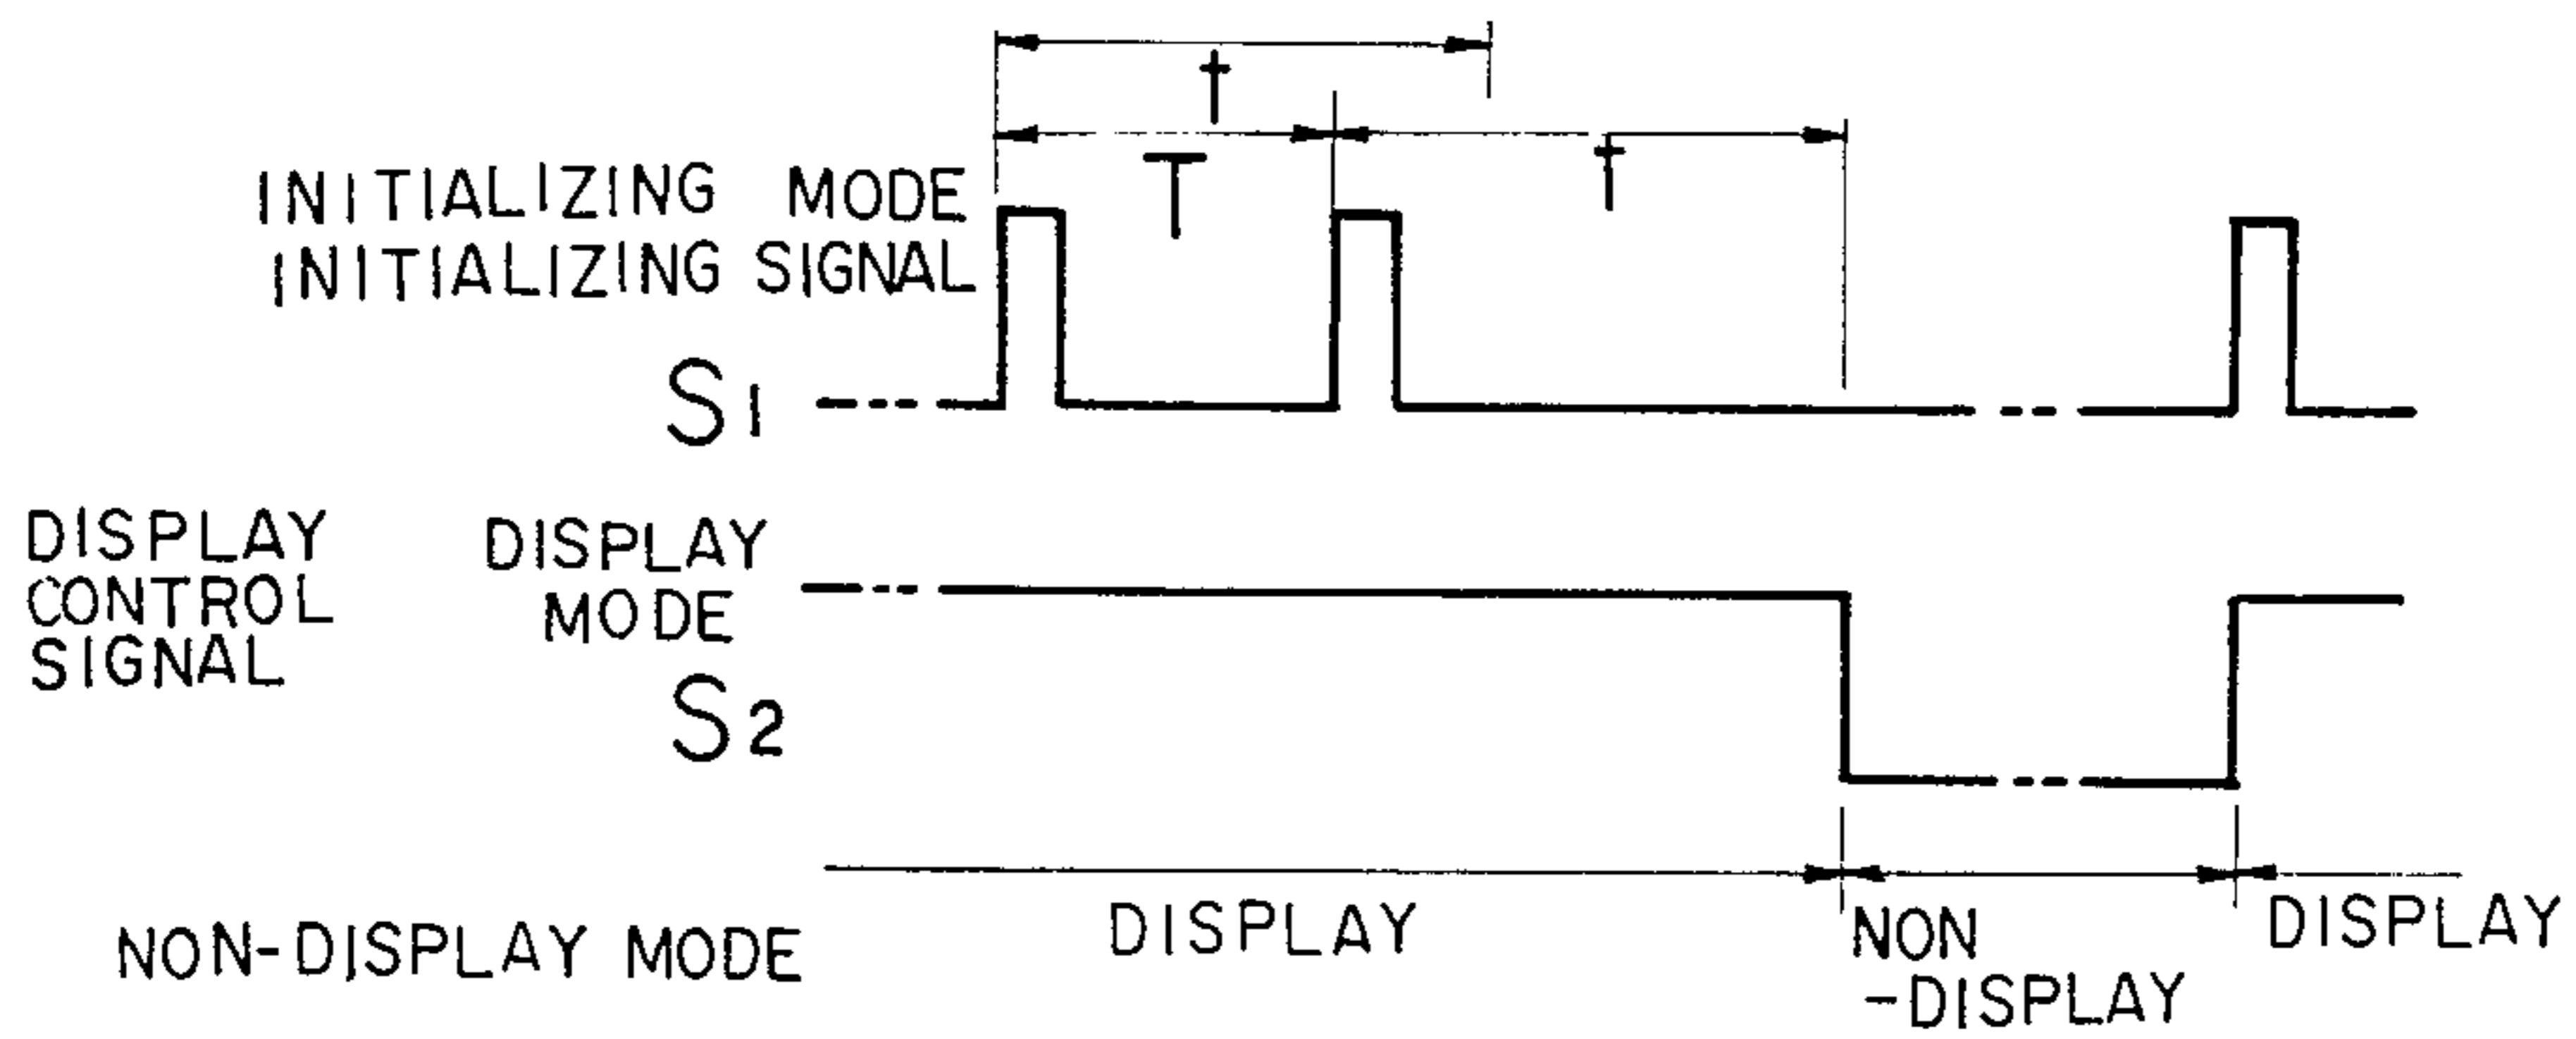 t
T
t
INITIALIZING MODE
INITIALIZING SIGNAL
S1
DISPLAY
CONTROL
SIGNAL
DISPLAY
MODE
S2
NON-DISPLAY MODE
DISPLAY
NON
-DISPLAY
DISPLAY